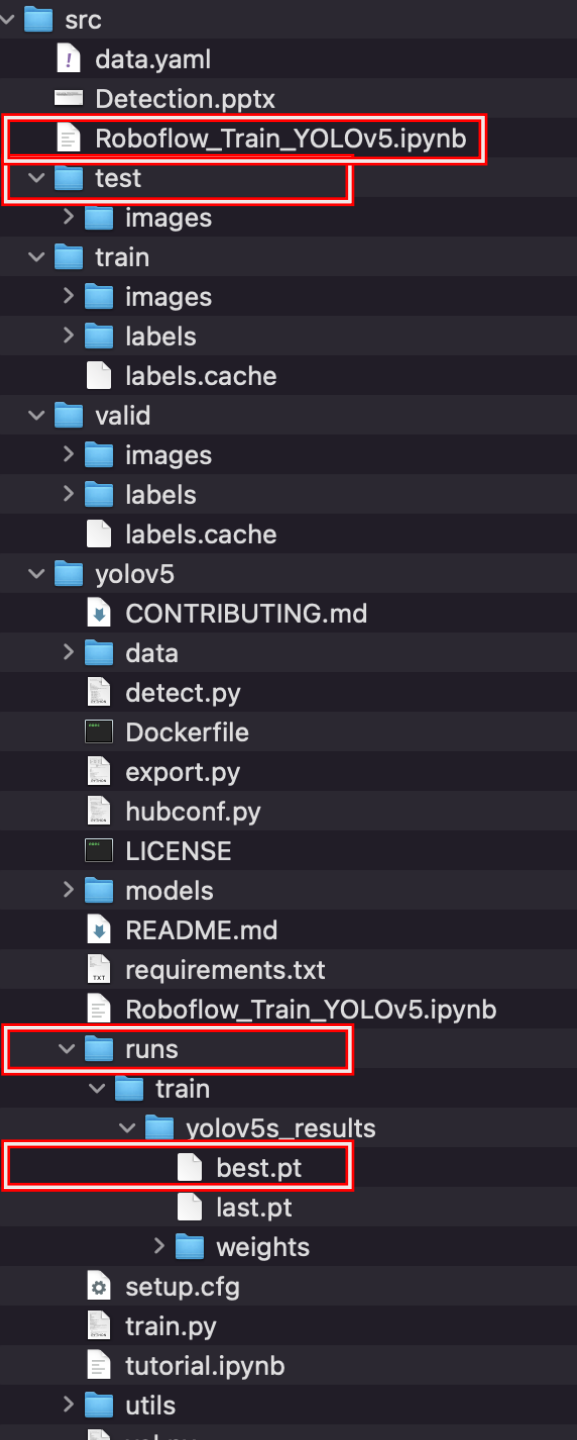 src
data.yaml
Detection.pptx
Roboflow_Train_YOLOv5.ipynb
test
images
train
images
labels
labels.cache
valid
images
labels
labels.cache
yolov5
CONTRIBUTING.md
data
detect.py
Dockerfile
export.py
hubconf.py
LICENSE
models
README.md
requirements.txt
Roboflow_Train_YOLOv5.ipynb
runs
train
yolov5s_results
best.pt
last.pt
weights
setup.cfg
train.py
tutorial.ipynb
utils